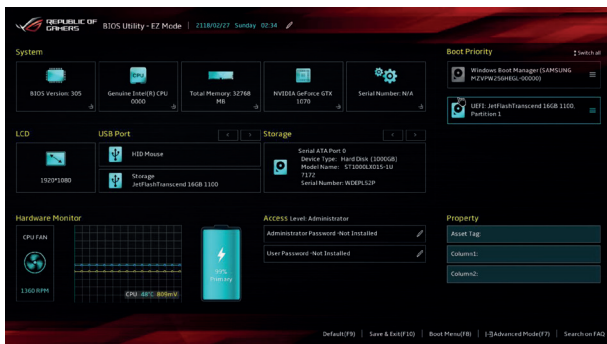 REPUBLIC OF
GAMERS
BIOS Utility - EZ Mode
2118/02/27 Sunday 02:34
System
BIOS Version: 305
CPU
Genuine Intel(R) CPU
0000
Total Memory: 32768
MB
NVIDIA GeForce GTX
1070
Serial Number: N/A
Boot Priority
Switch all
Windows Boot Manager (SAMSUNG
MZVPW256HEGL-00000)
UEFI: JetFlashTranscend 16GB 1100,
Partition 1
LCD
1920*1080
USB Port
HID Mouse
Storage
JetFlashTranscend 16GB 1100
Storage
Serial ATA Port 0
Device Type: Hard Disk (1000GB)
Model Name: ST1000LX015-1U
7172
Serial Number: WDEPLS2P
Hardware Monitor
CPU FAN
1360 RPM
CPU 48°C 809mV
99%
Primary
Access Level: Administrator
Administrator Password -Not Installed
User Password -Not Installed
Property
Asset Tag:
Column1:
Column2:
Default(F9)
Save & Exit(F10)
Boot Menu(F8)
Advanced Mode(F7)
Search on FAQ